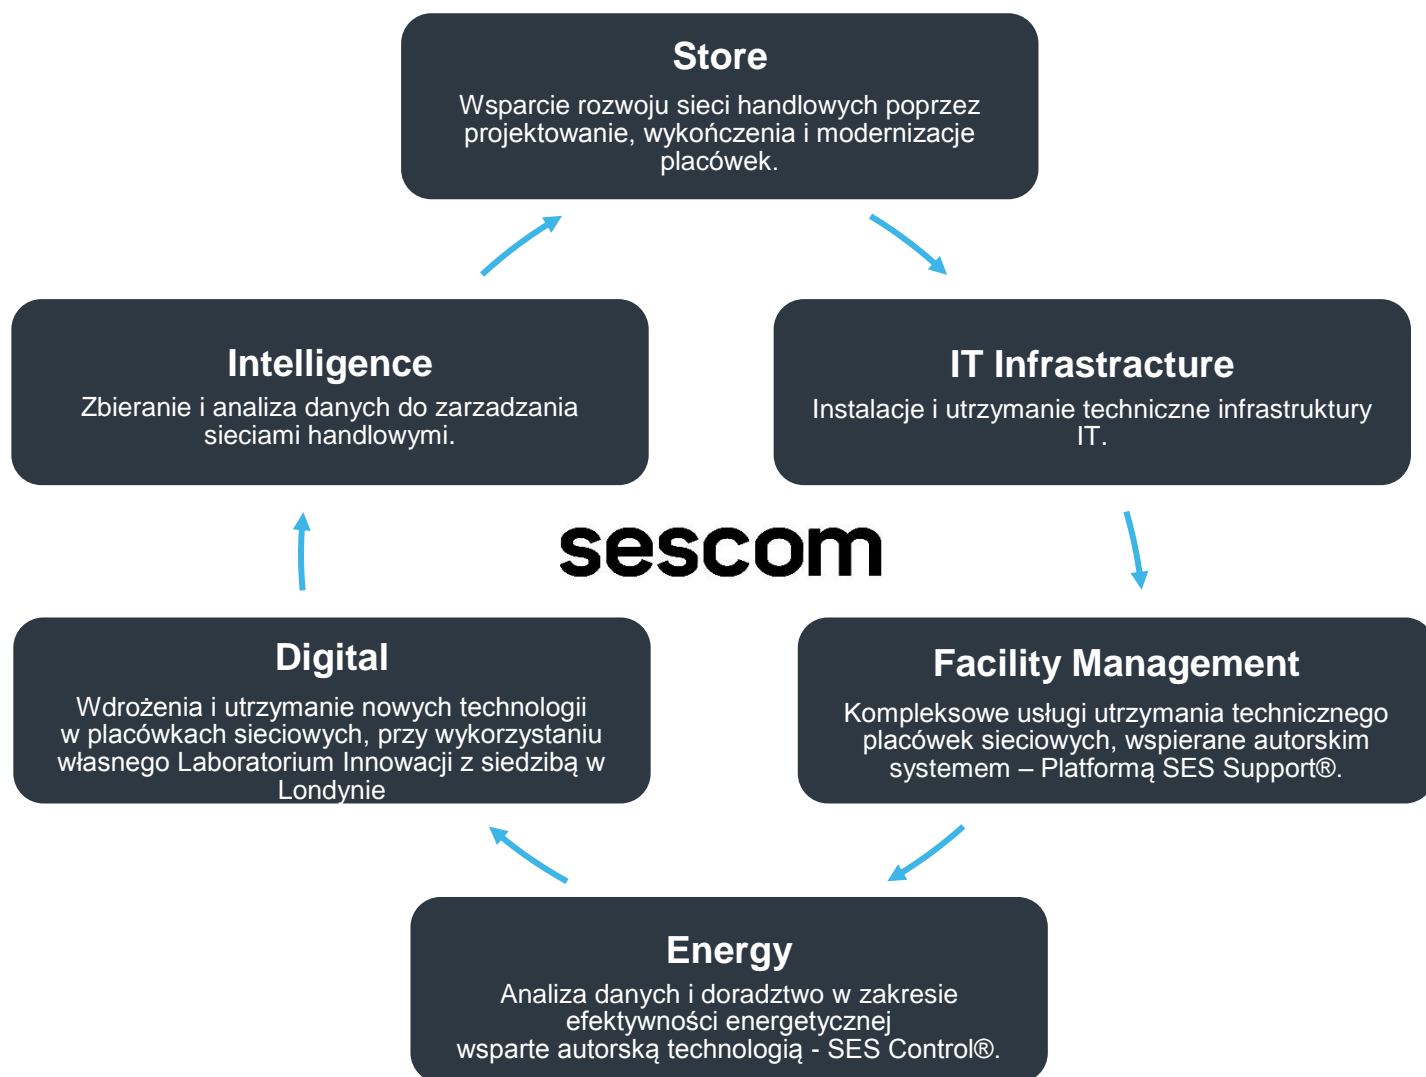 Store
Wsparcie rozwoju sieci handlowych poprzez
projektowanie, wykończenia i modernizacje
placówek.
Intelligence
Zbieranie i analiza danych do zarzadzania
sieciami handlowymi.
IT Infrastracture
Instalacje i utrzymanie techniczne infrastruktury
IT.
sescom
Digital
Wdrożenia i utrzymanie nowych technologii
w placówkach sieciowych, przy wykorzystaniu
własnego Laboratorium Innowacji z siedzibą w
Londynie
Facility Management
Kompleksowe usługi utrzymania technicznego
placówek sieciowych, wspierane autorskim
systemem – Platformą SES Support®.
Energy
Analiza danych i doradztwo w zakresie
efektywności energetycznej
wsparte autorską technologią - SES Control®.